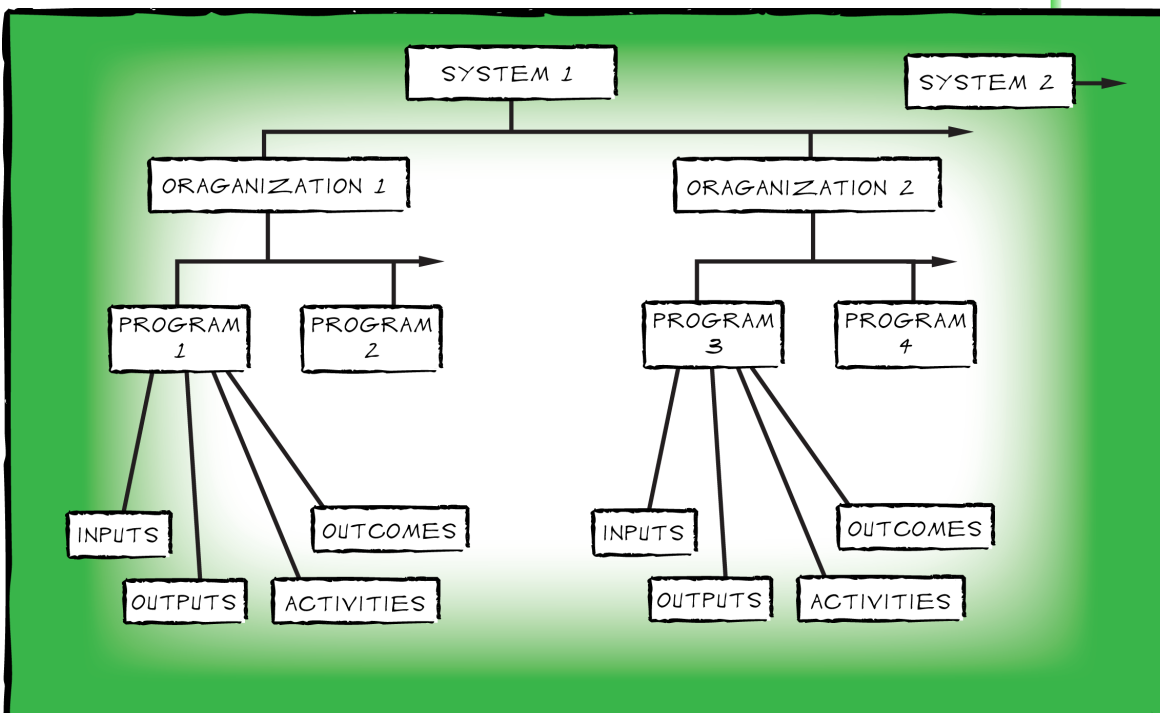 SYSTEM 1
SYSTEM 2
ORAGANIZATION 1
ORAGANIZATION 2
PROGRAM
1
PROGRAM
2
PROGRAM
3
PROGRAM
4
INPUTS
OUTPUTS
ACTIVITIES
OUTCOMES
INPUTS
OUTPUTS
ACTIVITIES
OUTCOMES